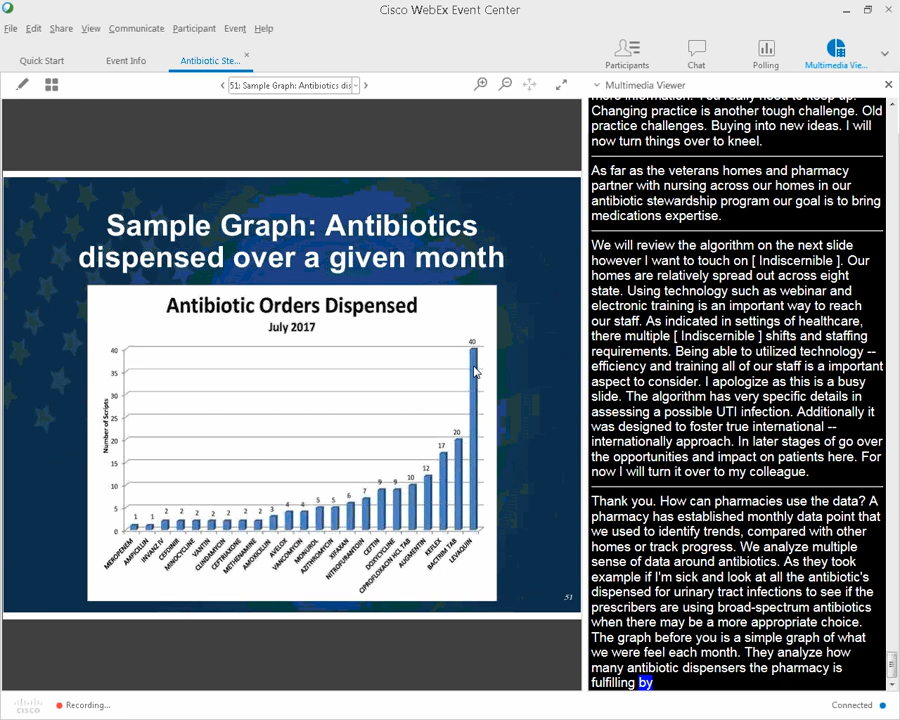 Cisco WebEx Event Center
File Edit Share View Communicate Participant Event Help
Quick Start Event Info Antibiotic Ste...
Participants Chat Polling Multimedia Vie...
51: Sample Graph: Antibiotics dis
Multimedia Viewer
Sample Graph: Antibiotics
dispensed over a given month
Antibiotic Orders Dispensed
July 2017
Number of Scripts
40
35
30
25
20
15
10
5
0
1 1 2 2 2 2 2 2 2 3 4 4 5 5 6 7 9 9 10 12 17 20 40
MEROPENEM
AMPICILLIN
INVANZ IV
CEFDINIR
MINOCYCLINE
VANTIN
CLINDAMYCIN
CEFTRIAXONE
METHENAMINE
AMOXICILLIN
AVELOX
VANCOMYCIN
MONUROL
AZITHROMYCIN
XIFAXAN
NITROFURANTOIN
CEFTIN
DOXYCYCLINE
CIPROFLOXACIN HCL TAB
AUGMENTIN
KEFLEX
BACTRIM TAB
LEVAQUIN
51
more information. You really need to keep up.
Changing practice is another tough challenge. Old
practice challenges. Buying into new ideas. I will
now turn things over to kneel.
As far as the veterans homes and pharmacy
partner with nursing across our homes in our
antibiotic stewardship program our goal is to bring
medications expertise.
We will review the algorithm on the next slide
however I want to touch on [ Indiscernible ]. Our
homes are relatively spread out across eight
state. Using technology such as webinar and
electronic training is an important way to reach
our staff. As indicated in settings of healthcare,
there multiple [ Indiscernible ] shifts and staffing
requirements. Being able to utilized technology --
efficiency and training all of our staff is a important
aspect to consider. I apologize as this is a busy
slide. The algorithm has very specific details in
assessing a possible UTI infection. Additionally it
was designed to foster true international --
internationally approach. In later stages of go over
the opportunities and impact on patients here. For
now I will turn it over to my colleague.
Thank you. How can pharmacies use the data? A
pharmacy has established monthly data point that
we used to identify trends, compared with other
homes or track progress. We analyze multiple
sense of data around antibiotics. As they took
example if I'm sick and look at all the antibiotic's
dispensed for urinary tract infections to see if the
prescribers are using broad-spectrum antibiotics
when there may be a more appropriate choice.
The graph before you is a simple graph of what
we were feel each month. They analyze how
many antibiotic dispensers the pharmacy is
fulfilling by
cisco
Recording...
Connected